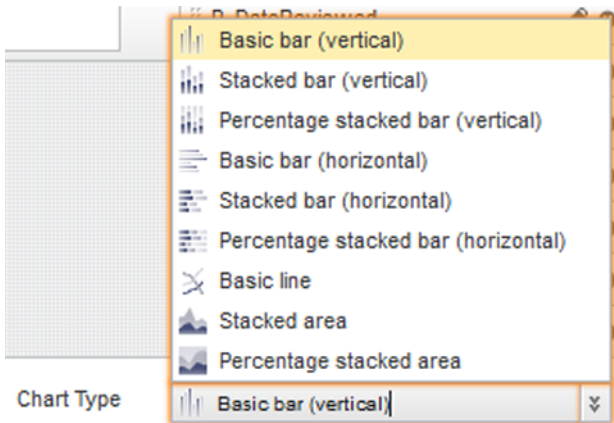 Basic bar (vertical)
Stacked bar (vertical)
Percentage stacked bar (vertical)
Basic bar (horizontal)
Stacked bar (horizontal)
Percentage stacked bar (horizontal)
Basic line
Stacked area
Percentage stacked area
Chart Type Basic bar (vertical)